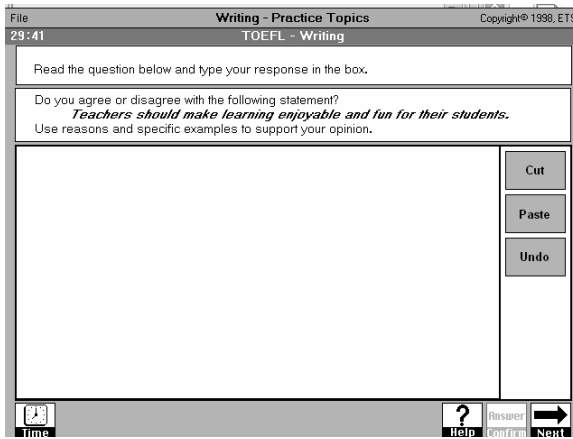 File Writing - Practice Topics Copyright© 1998, ETS
29:41 TOEFL - Writing
Read the question below and type your response in the box.
Do you agree or disagree with the following statement?
Teachers should make learning enjoyable and fun for their students.
Use reasons and specific examples to support your opinion.
Cut
Paste
Undo
?
Time Help Answer Confirm Next